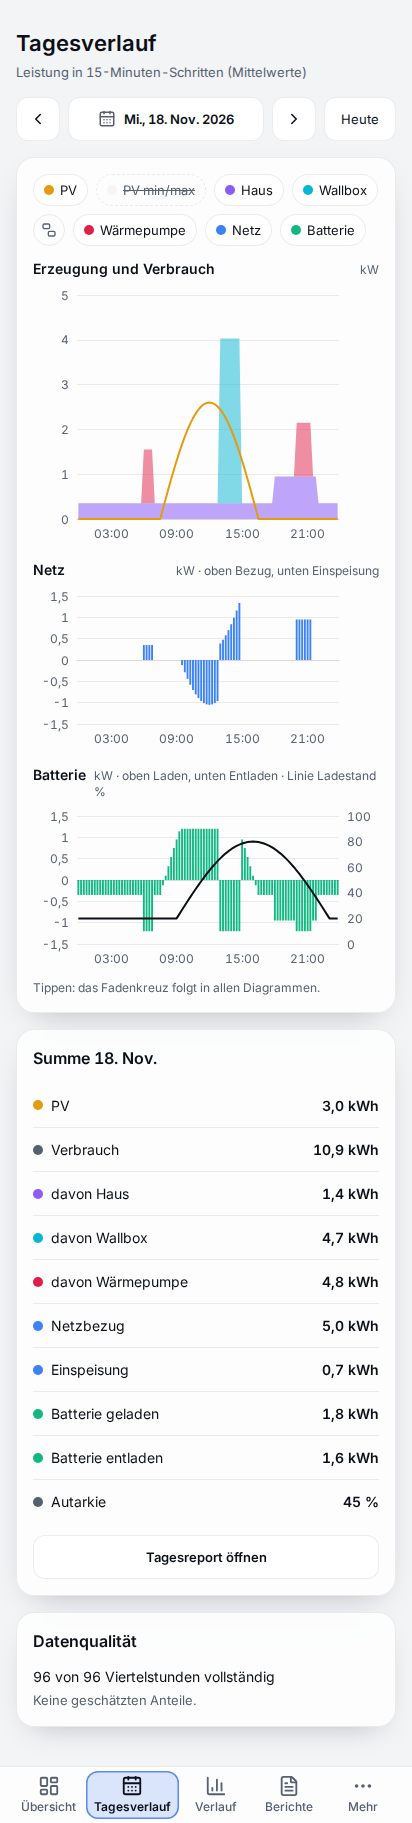 Tagesverlauf
Leistung in 15-Minuten-Schritten (Mittelwerte)
Mi., 18. Nov. 2026
Heute
PV
PV min/max
Haus
Wallbox
Wärmepumpe
Netz
Batterie
Erzeugung und Verbrauch
kW
5
4
3
2
1
0
03:00 09:00 15:00 21:00
Netz
kW · oben Bezug, unten Einspeisung
1,5
1
0,5
0
-0,5
-1
-1,5
03:00 09:00 15:00 21:00
Batterie
kW · oben Laden, unten Entladen · Linie Ladestand
%
1,5 100
1 80
0,5 60
0 40
-0,5 20
-1 0
-1,5
03:00 09:00 15:00 21:00
Tippen: das Fadenkreuz folgt in allen Diagrammen.
Summe 18. Nov.
PV 3,0 kWh
Verbrauch 10,9 kWh
davon Haus 1,4 kWh
davon Wallbox 4,7 kWh
davon Wärmepumpe 4,8 kWh
Netzbezug 5,0 kWh
Einspeisung 0,7 kWh
Batterie geladen 1,8 kWh
Batterie entladen 1,6 kWh
Autarkie 45 %
Tagesreport öffnen
Datenqualität
96 von 96 Viertelstunden vollständig
Keine geschätzten Anteile.
Übersicht Tagesverlauf Verlauf Berichte Mehr